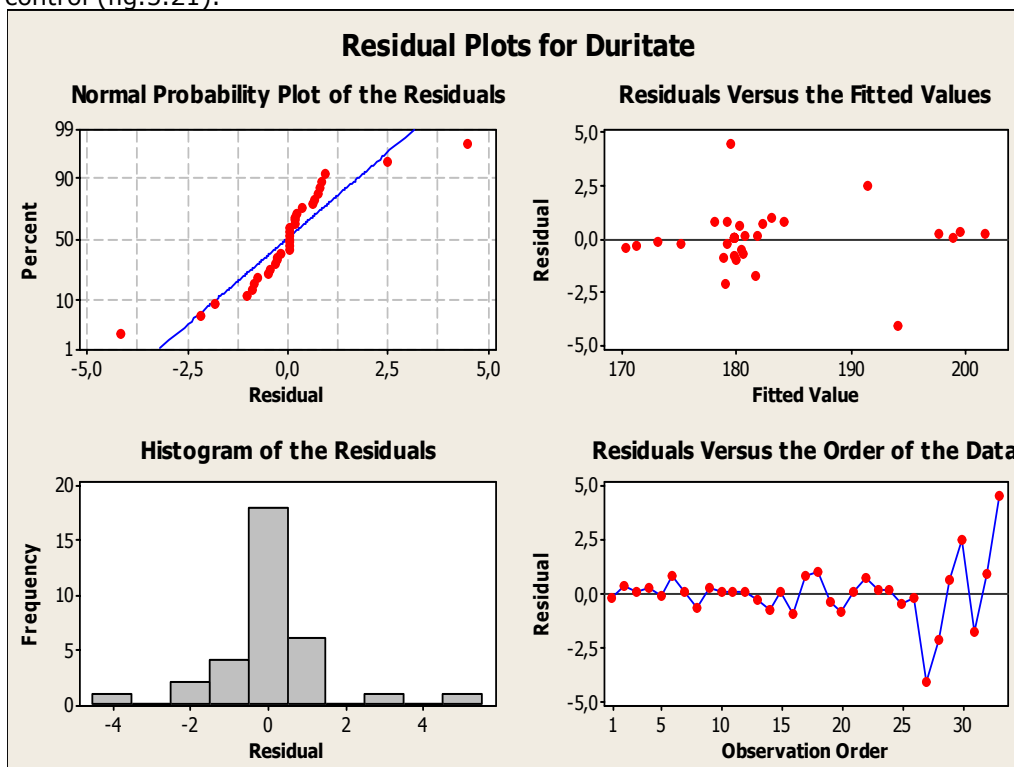 control (fig.5.21).
Residual Plots for Duritate
Normal Probability Plot of the Residuals
99
90
50
10
1
Percent
-5,0 -2,5 0,0 2,5 5,0
Residual
Residuals Versus the Fitted Values
5,0
2,5
0,0
-2,5
-5,0
Residual
170 180 190 200
Fitted Value
Histogram of the Residuals
20
15
10
5
0
Frequency
-4 -2 0 2 4
Residual
Residuals Versus the Order of the Data
5,0
2,5
0,0
-2,5
-5,0
Residual
1 5 10 15 20 25 30
Observation Order